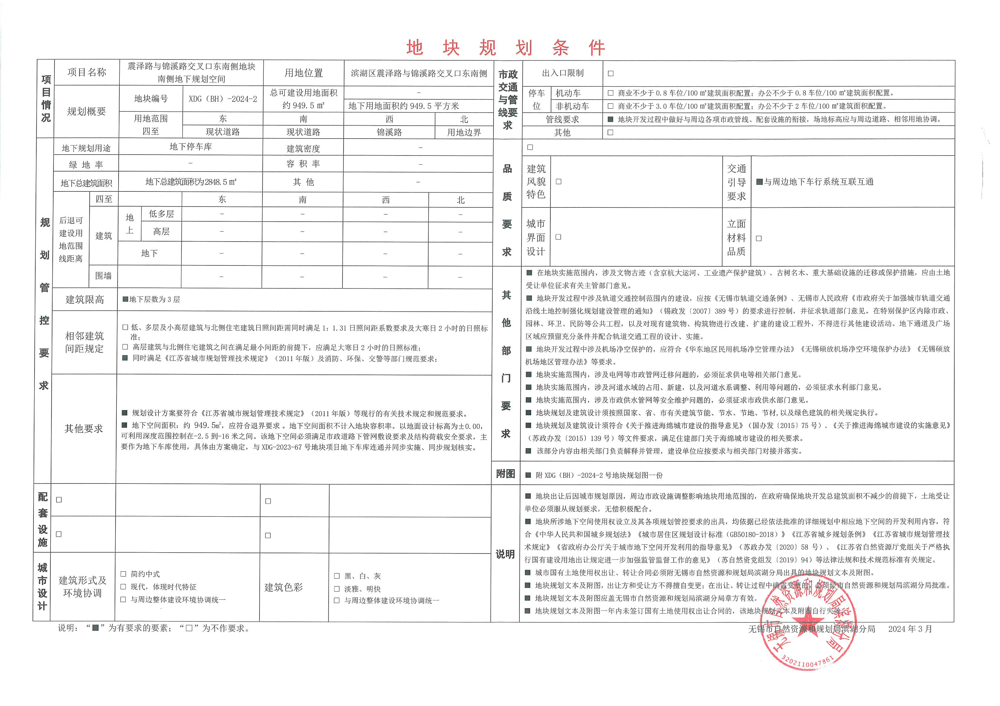 地块规划条件
项目情况
项目名称
震泽路与锦溪路交叉口东南侧地块
南侧地下规划空间
用地位置
滨湖区震泽路与锦溪路交叉口东南侧
规划概要
地块编号
XDG（BH）-2024-2
总可建设用地面积
约 949.5 ㎡
-
地下用地面积约 949.5 平方米
用地范围
四至
东
南
西
北
现状道路
现状道路
锦溪路
用地边界
规划管控要求
地下规划用途
地下停车库
建筑密度
-
绿 地 率
-
容 积 率
-
地下总建筑面积
地下总建筑面积为 2848.5 ㎡
其 他
-
后退可
建设用
地范围
线距离
四至
东
南
西
北
建筑
地上
低多层
- - - -
高层
- - - -
地下
- - - -
围墙
- - - -
建筑限高
■地下层数为 3 层
相邻建筑
间距规定
□ 低、多层及小高层建筑与北侧住宅建筑日照间距需同时满足 1：1.31 日照间距系数要求及大寒日 2 小时的日照标
准；
□ 高层建筑与北侧住宅建筑之间在满足最小间距的前提下，应满足大寒日 2 小时的日照标准；
■ 同时满足《江苏省城市规划管理技术规定》（2011 年版）及消防、环保、交警等部门规范要求；
其他要求
■ 规划设计方案要符合《江苏省城市规划管理技术规定》（2011 年版）等现行的有关技术规定和规范要求。
■ 地下空间面积：约 949.5㎡，应符合退界要求 。地下空间面积不计入地块容积率。以地面设计标高为±0.00，
可利用深度范围控制在-2.5 到-16 米之间。该地下空间必须满足市政道路下管网敷设要求及结构荷载安全要求，主
要作为地下车库使用，具体由方案确定，与 XDG-2023-67 号地块项目地下车库连通并同步实施、同步规划核实。
配套设施
□
□
□
□
城市设计
建筑形式及
环境协调
□ 简约中式
□ 现代，体现时代特征
□ 与周边整体建设环境协调统一
建筑色彩
□ 黑、白、灰
□ 淡雅、明快
□ 与周边整体建设环境协调统一
市政
交通
与管
线要
求
出入口限制
□
停车
位
机动车
□ 商业不少于 0.8 车位/100 ㎡建筑面积配置；办公不少于 0.8 车位/100 ㎡建筑面积配置。
非机动车
□ 商业不少于 3.0 车位/100 ㎡建筑面积配置；办公不少于 2 车位/100 ㎡建筑面积配置。
管线要求
■ 地块开发过程中做好与周边各项市政管线、配套设施的衔接，场地标高应与周边道路、相邻用地协调。
其他
□
品质要求
□
建筑
风貌
特色
□
交通
引导
要求
■与周边地下车行系统互联互通
城市
界面
设计
□
立面
材料
品质
□
其他部门要求
■ 在地块实施范围内，涉及文物古迹（含京杭大运河、工业遗产保护建筑）、古树名木、重大基础设施的迁移或保护措施，应由土地
受让单位征求有关主管部门意见。
■ 地块开发过程中涉及轨道交通控制范围内的建设，应按《无锡市轨道交通条例》、无锡市人民政府《市政府关于加强城市轨道交通
沿线土地控制强化规划建设管理的通知》（锡政发〔2007〕389 号）的要求进行控制，并征求轨道部门意见。在特别保护区内除市政、
园林、环卫、民防等公共工程，以及对现有建筑物、构筑物进行改建、扩建的建设工程外，不得进行其他建设活动。地下通道及广场
区域应预留充分条件并配合轨道交通工程的设计、实施。
■ 地块开发过程中涉及机场净空保护的，应符合《华东地区民用机场净空管理办法》《无锡硕放机场净空环境保护办法》《无锡硕放
机场地区管理办法》等要求。
■ 地块实施范围内，涉及电网等市政管网迁移问题的，必须征求供电等相关部门意见。
■ 地块实施范围内，涉及河道水域的占用、新建，以及河道水系调整、利用等问题的，必须征求水利部门意见。
■ 地块实施范围内，涉及市政供水管网等安全维护问题的，必须征求市政供水部门意见。
■ 地块规划及建筑设计须按照国家、省、市有关建筑节能、节水、节地、节材,以及绿色建筑的相关规定执行。
■ 地块规划及建筑设计须符合《关于推进海绵城市建设的指导意见》（国办发〔2015〕75 号）、《关于推进海绵城市建设的实施意见》
（苏政办发〔2015〕139 号）等文件要求，满足住建部门关于海绵城市建设的相关要求。
■ 该部分内容由相关部门负责解释并管理，建设单位应按要求与相关部门对接并落实。
附图
■ 附 XDG（BH）-2024-2 号地块规划图一份
说明
■ 地块出让后因城市规划原因，周边市政设施调整影响地块用地范围的，在政府确保地块开发总建筑面积不减少的前提下，土地受让
单位必须服从规划要求，无偿积极配合。
■ 地块所涉地下空间使用权设立及其各项规划管控要求的出具，均依据已经依法批准的详细规划中相应地下空间的开发利用内容，符
合《中华人民共和国城乡规划法》《城市居住区规划设计标准（GB50180-2018）》《江苏省城乡规划条例》《江苏省城市规划管理技
术规定》《省政府办公厅关于城市地下空间开发利用的指导意见》（苏政办发〔2020〕58 号）、《江苏省自然资源厅党组关于严格执
行国有建设用地出让规定进一步加强监管监督工作的意见》（苏自然资党组发〔2019〕94）等法律法规和技术规范标准有关规定。
■ 城市国有土地使用权出让、转让合同必须附无锡市自然资源和规划局滨湖分局出具的地块规划文本及附图。
■ 地块规划文本及附图，出让方和受让方不得擅自变更；在出让、转让过程中确需变更的，必须经市自然资源和规划局滨湖分局批准。
■ 地块规划文本及附图应盖无锡市自然资源和规划局滨湖分局章方有效。
■ 地块规划文本及附图一年内未签订国有土地使用权出让合同的，该地块规划文本及附图自行失效。
说明：“■”为有要求的要素；“□”为不作要求。
无锡市自然资源和规划局滨湖分局 2024 年 3 月
无锡市自然资源和规划局滨湖分局
3202110047861